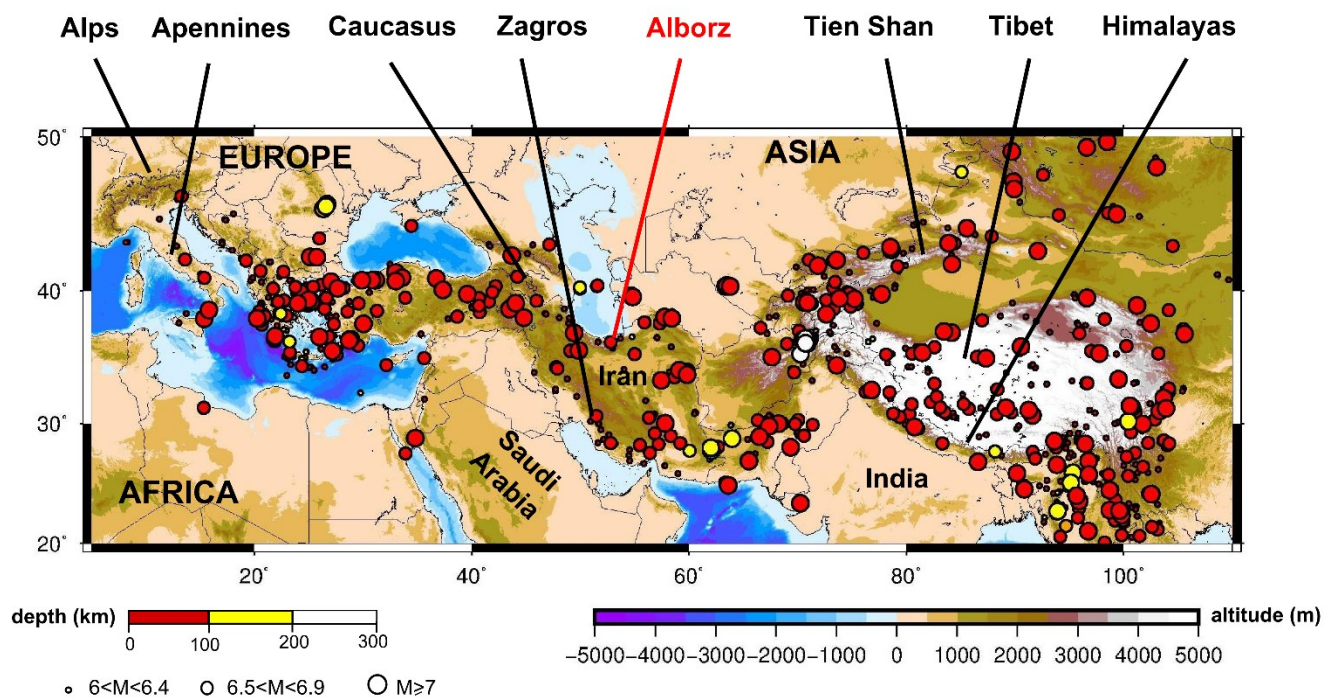 Alps Apennines Caucasus Zagros Alborz Tien Shan Tibet Himalayas
50°
EUROPE ASIA
40°
Iran
30°
Saudi
Arabia
India
AFRICA
20°
20° 40° 60° 80° 100°
depth (km)
0 100 200 300
altitude (m)
−5000 −4000 −3000 −2000 −1000 0 1000 2000 3000 4000 5000
6<M<6.4 6.5<M<6.9 M⩾7